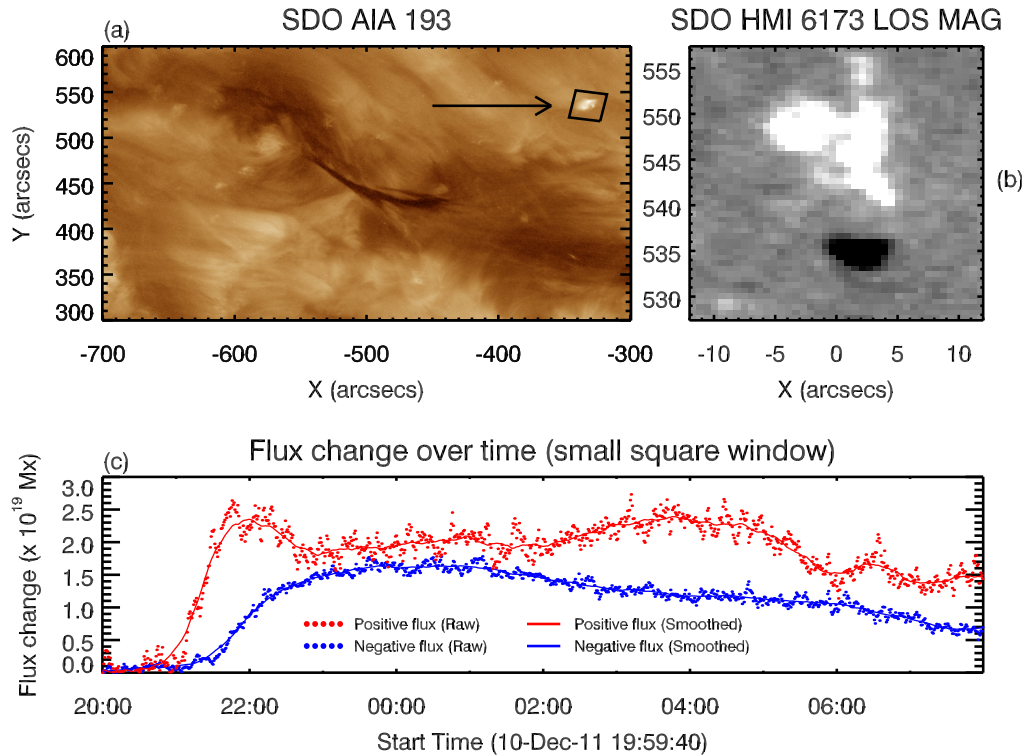 (a) SDO AIA 193
SDO HMI 6173 LOS MAG
Y (arcsecs)
600
550
500
450
400
350
300
-700 -600 -500 -400 -300
X (arcsecs)
555
550
545
540
535
530
-10 -5 0 5 10
X (arcsecs)
(b)
(c) Flux change over time (small square window)
Flux change (x 10¹⁹ Mx)
3.0
2.5
2.0
1.5
1.0
0.5
0.0
Positive flux (Raw) Positive flux (Smoothed)
Negative flux (Raw) Negative flux (Smoothed)
20:00 22:00 00:00 02:00 04:00 06:00
Start Time (10-Dec-11 19:59:40)